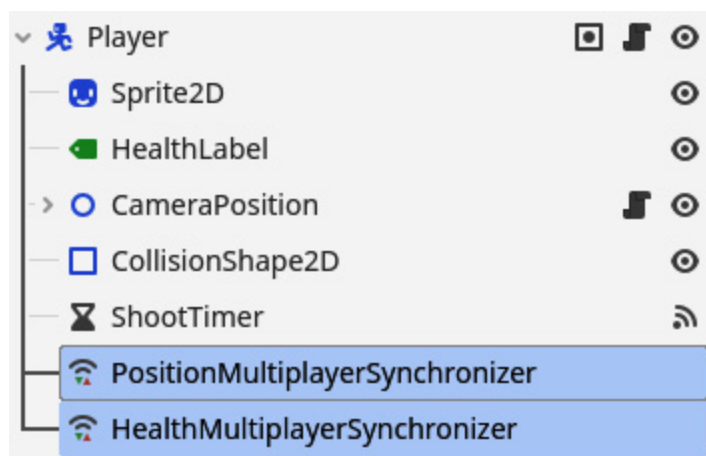 Player
Sprite2D
HealthLabel
CameraPosition
CollisionShape2D
ShootTimer
PositionMultiplayerSynchronizer
HealthMultiplayerSynchronizer